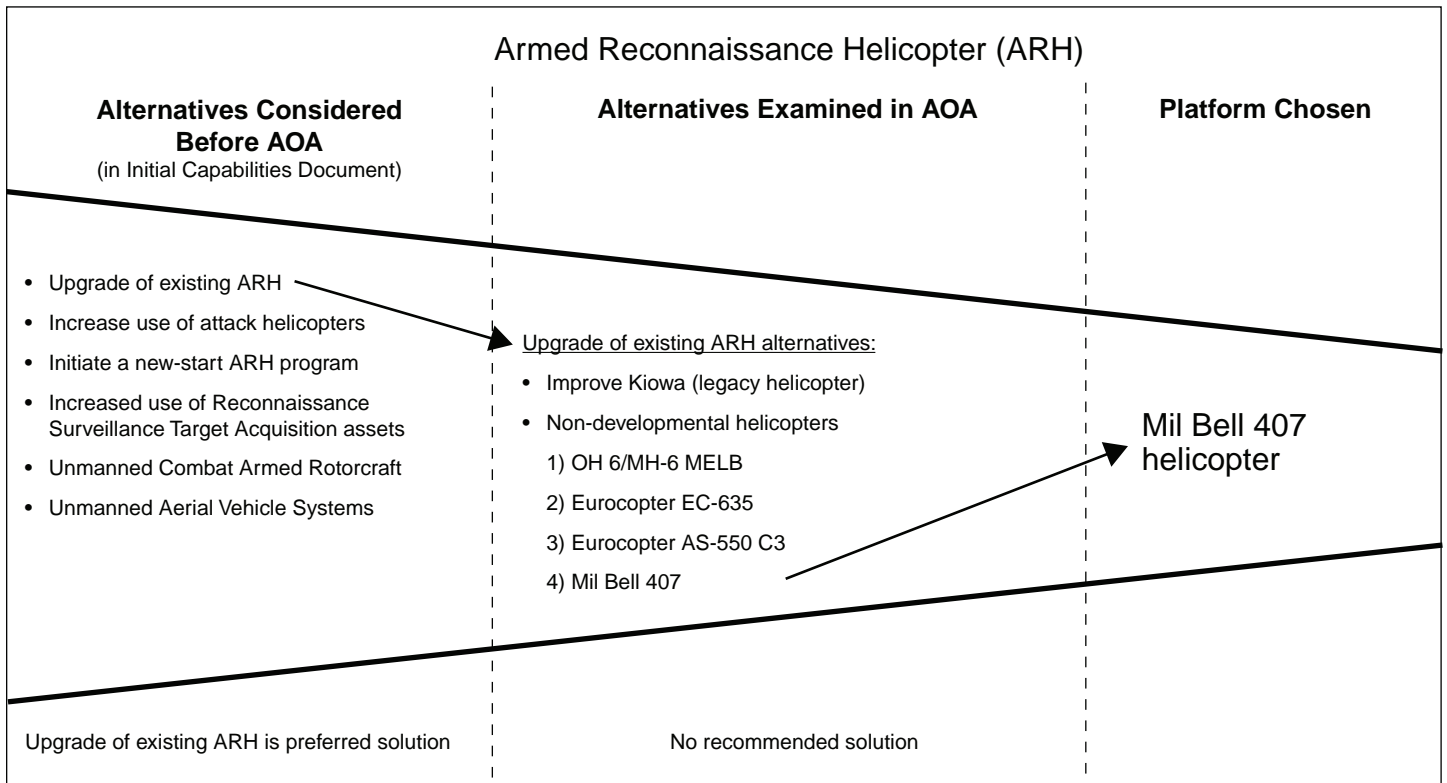 Armed Reconnaissance Helicopter (ARH)
Alternatives Considered
Before AOA
(in Initial Capabilities Document)
Alternatives Examined in AOA
Platform Chosen
• Upgrade of existing ARH
• Increase use of attack helicopters
• Initiate a new-start ARH program
• Increased use of Reconnaissance
Surveillance Target Acquisition assets
• Unmanned Combat Armed Rotorcraft
• Unmanned Aerial Vehicle Systems
Upgrade of existing ARH alternatives:
• Improve Kiowa (legacy helicopter)
• Non-developmental helicopters
1) OH 6/MH-6 MELB
2) Eurocopter EC-635
3) Eurocopter AS-550 C3
4) Mil Bell 407
Mil Bell 407
helicopter
Upgrade of existing ARH is preferred solution
No recommended solution